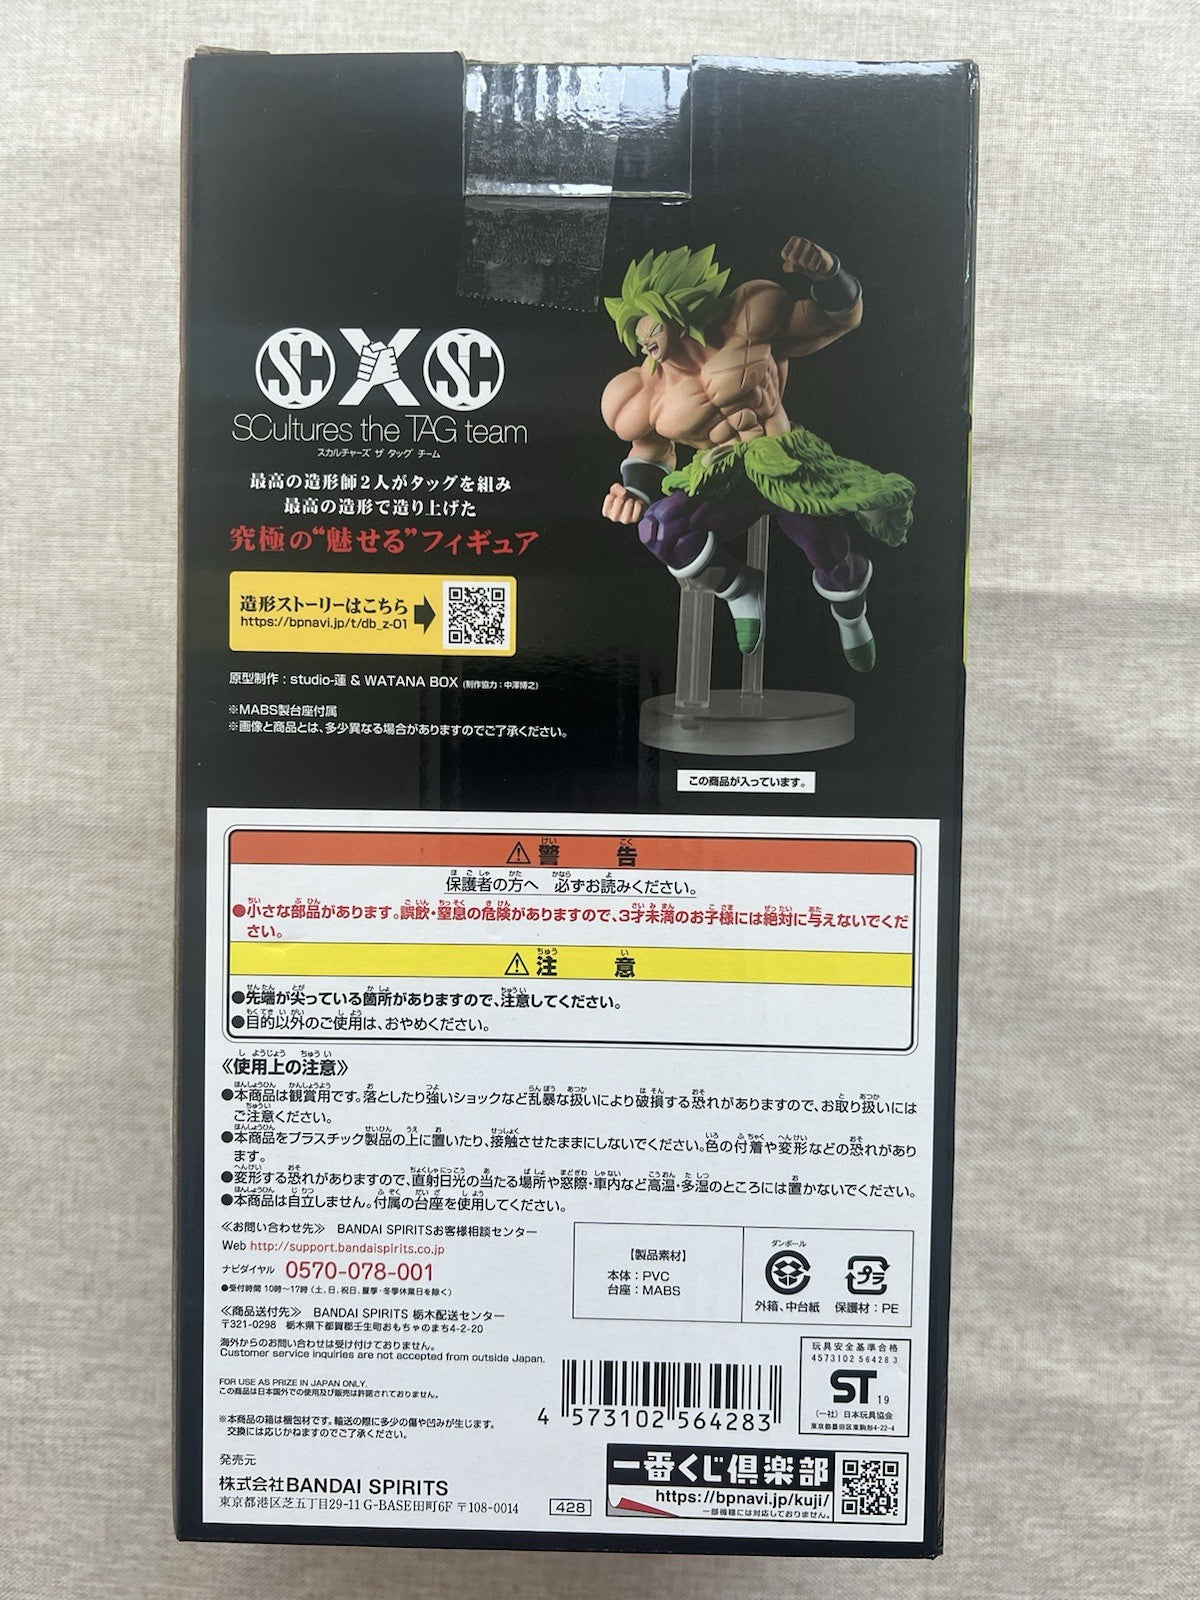 SC X SC
SCultures the TAG team
スカルチャーズ ザ タッグ チーム
最高の造形師2人がタッグを組み
最高の造形で造り上げた
究極の“魅せる”フィギュア
造形ストーリーはこちら
https://bpnavi.jp/t/db_z-01
原型制作：studio-蓮 & WATANA BOX (制作協力：中澤博之)
※MABS製台座付属
※画像と商品とは、多少異なる場合がありますのでご了承ください。
この商品が入っています。
警告
保護者の方へ 必ずお読みください。
●小さな部品があります。誤飲・窒息の危険がありますので、3才未満のお子様には絶対に与えないでくだ
さい。
注意
●先端が尖っている箇所がありますので、注意してください。
●目的以外のご使用は、おやめください。
《使用上の注意》
●本商品は観賞用です。落としたり強いショックなど乱暴な扱いにより破損する恐れがありますので、お取り扱いには
ご注意ください。
●本商品をプラスチック製品の上に置いたり、接触させたままにしないでください。色の付着や変形などの恐れがあり
ます。
●変形する恐れがありますので、直射日光の当たる場所や窓際・車内など高温・多湿のところには置かないでください。
●本商品は自立しません。付属の台座を使用してください。
≪お問い合わせ先≫ BANDAI SPIRITSお客様相談センター
Web http://support.bandaispirits.co.jp
ナビダイヤル 0570-078-001
●受付時間 10時～17時 (土、日、祝日、夏季・冬季休業日を除く)
≪商品送付先≫ BANDAI SPIRITS 栃木配送センター
〒321-0298 栃木県下都賀郡壬生町おもちゃのまち4-2-20
海外からのお問い合わせは受け付けておりません。
Customer service inquiries are not accepted from outside Japan.
【製品素材】
本体：PVC
台座：MABS
ダンボール
外箱、中台紙
プラ
保護材：PE
FOR USE AS PRIZE IN JAPAN ONLY.
この商品は日本国外での使用及び販売は許諾されておりません。
※本商品の箱は梱包材です。輸送の際に多少の傷や凹みが生じます。
交換には応じかねますのでご了承ください。
4 573102 564283
玩具安全基準合格
4573102 564283
ST 19
(一社) 日本玩具協会
東京都墨田区東駒形4-22-4
発売元
株式会社BANDAI SPIRITS
東京都港区芝五丁目29-11 G-BASE田町6F 〒108-0014
428
一番くじ倶楽部
https://bpnavi.jp/kuji/
一部機種には対応しておりません。